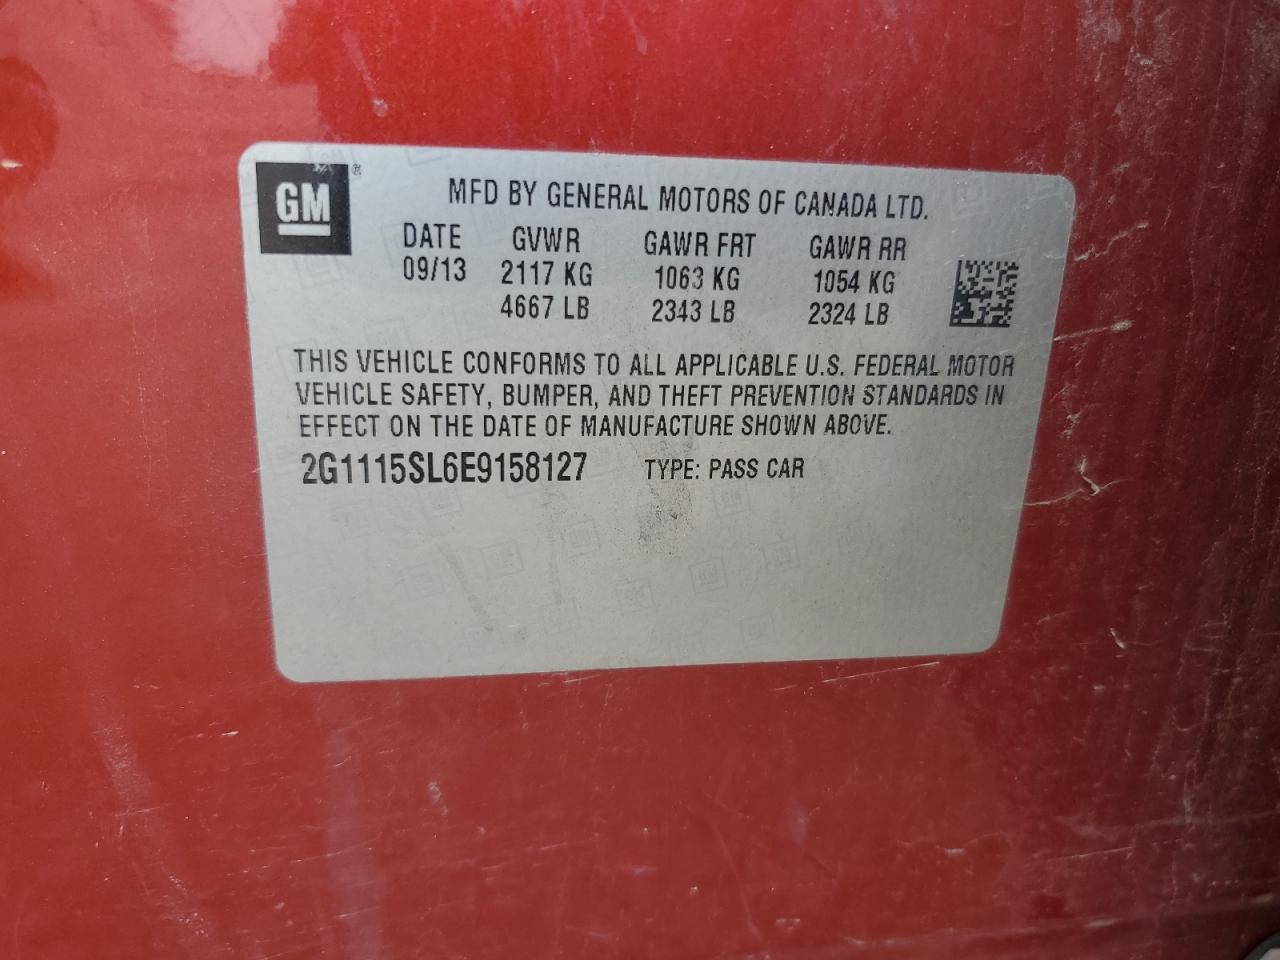 GM ®
MFD BY GENERAL MOTORS OF CANADA LTD.
DATE GVWR GAWR FRT GAWR RR
09/13 2117 KG 1063 KG 1054 KG
4667 LB 2343 LB 2324 LB
THIS VEHICLE CONFORMS TO ALL APPLICABLE U.S. FEDERAL MOTOR
VEHICLE SAFETY, BUMPER, AND THEFT PREVENTION STANDARDS IN
EFFECT ON THE DATE OF MANUFACTURE SHOWN ABOVE.
2G1115SL6E9158127 TYPE: PASS CAR